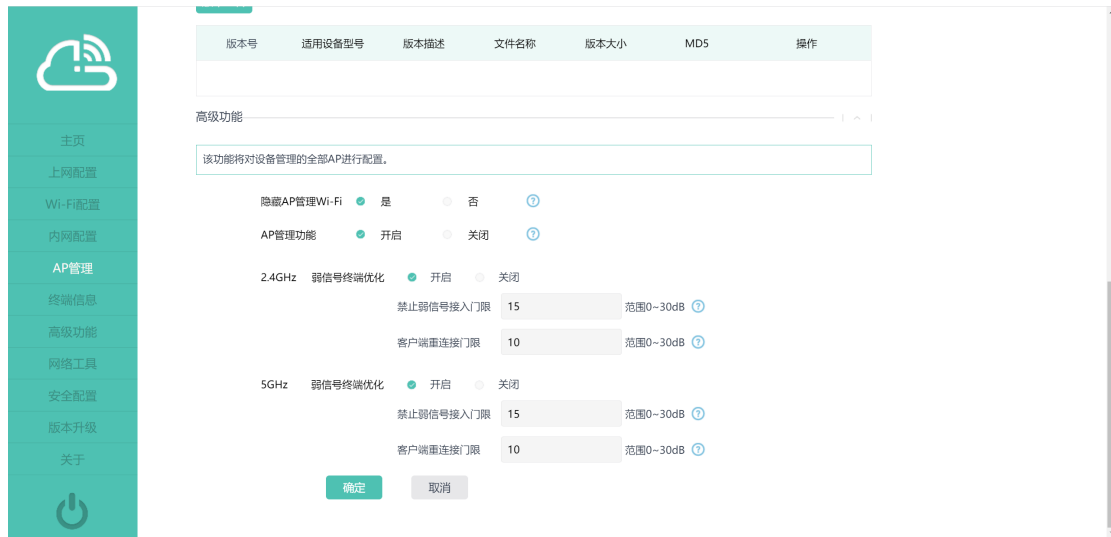 版本号 适用设备型号 版本描述 文件名称 版本大小 MD5 操作
高级功能
该功能将对设备管理的全部AP进行配置。
隐藏AP管理Wi-Fi 是 否 ?
AP管理功能 开启 关闭 ?
2.4GHz 弱信号终端优化 开启 关闭
禁止弱信号接入门限 15 范围0~30dB ?
客户端重连接门限 10 范围0~30dB ?
5GHz 弱信号终端优化 开启 关闭
禁止弱信号接入门限 15 范围0~30dB ?
客户端重连接门限 10 范围0~30dB ?
确定 取消
主页
上网配置
Wi-Fi配置
内网配置
AP管理
终端信息
高级功能
网络工具
安全配置
版本升级
关于